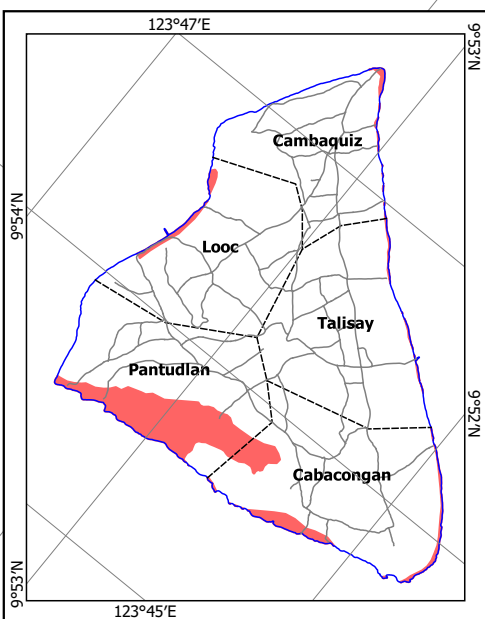 123°47′E
9°53′N
Cambaquiz
9°54′N
Looc
Talisay
Pantudlan
9°52′N
Cabacongan
9°53′N
123°45′E